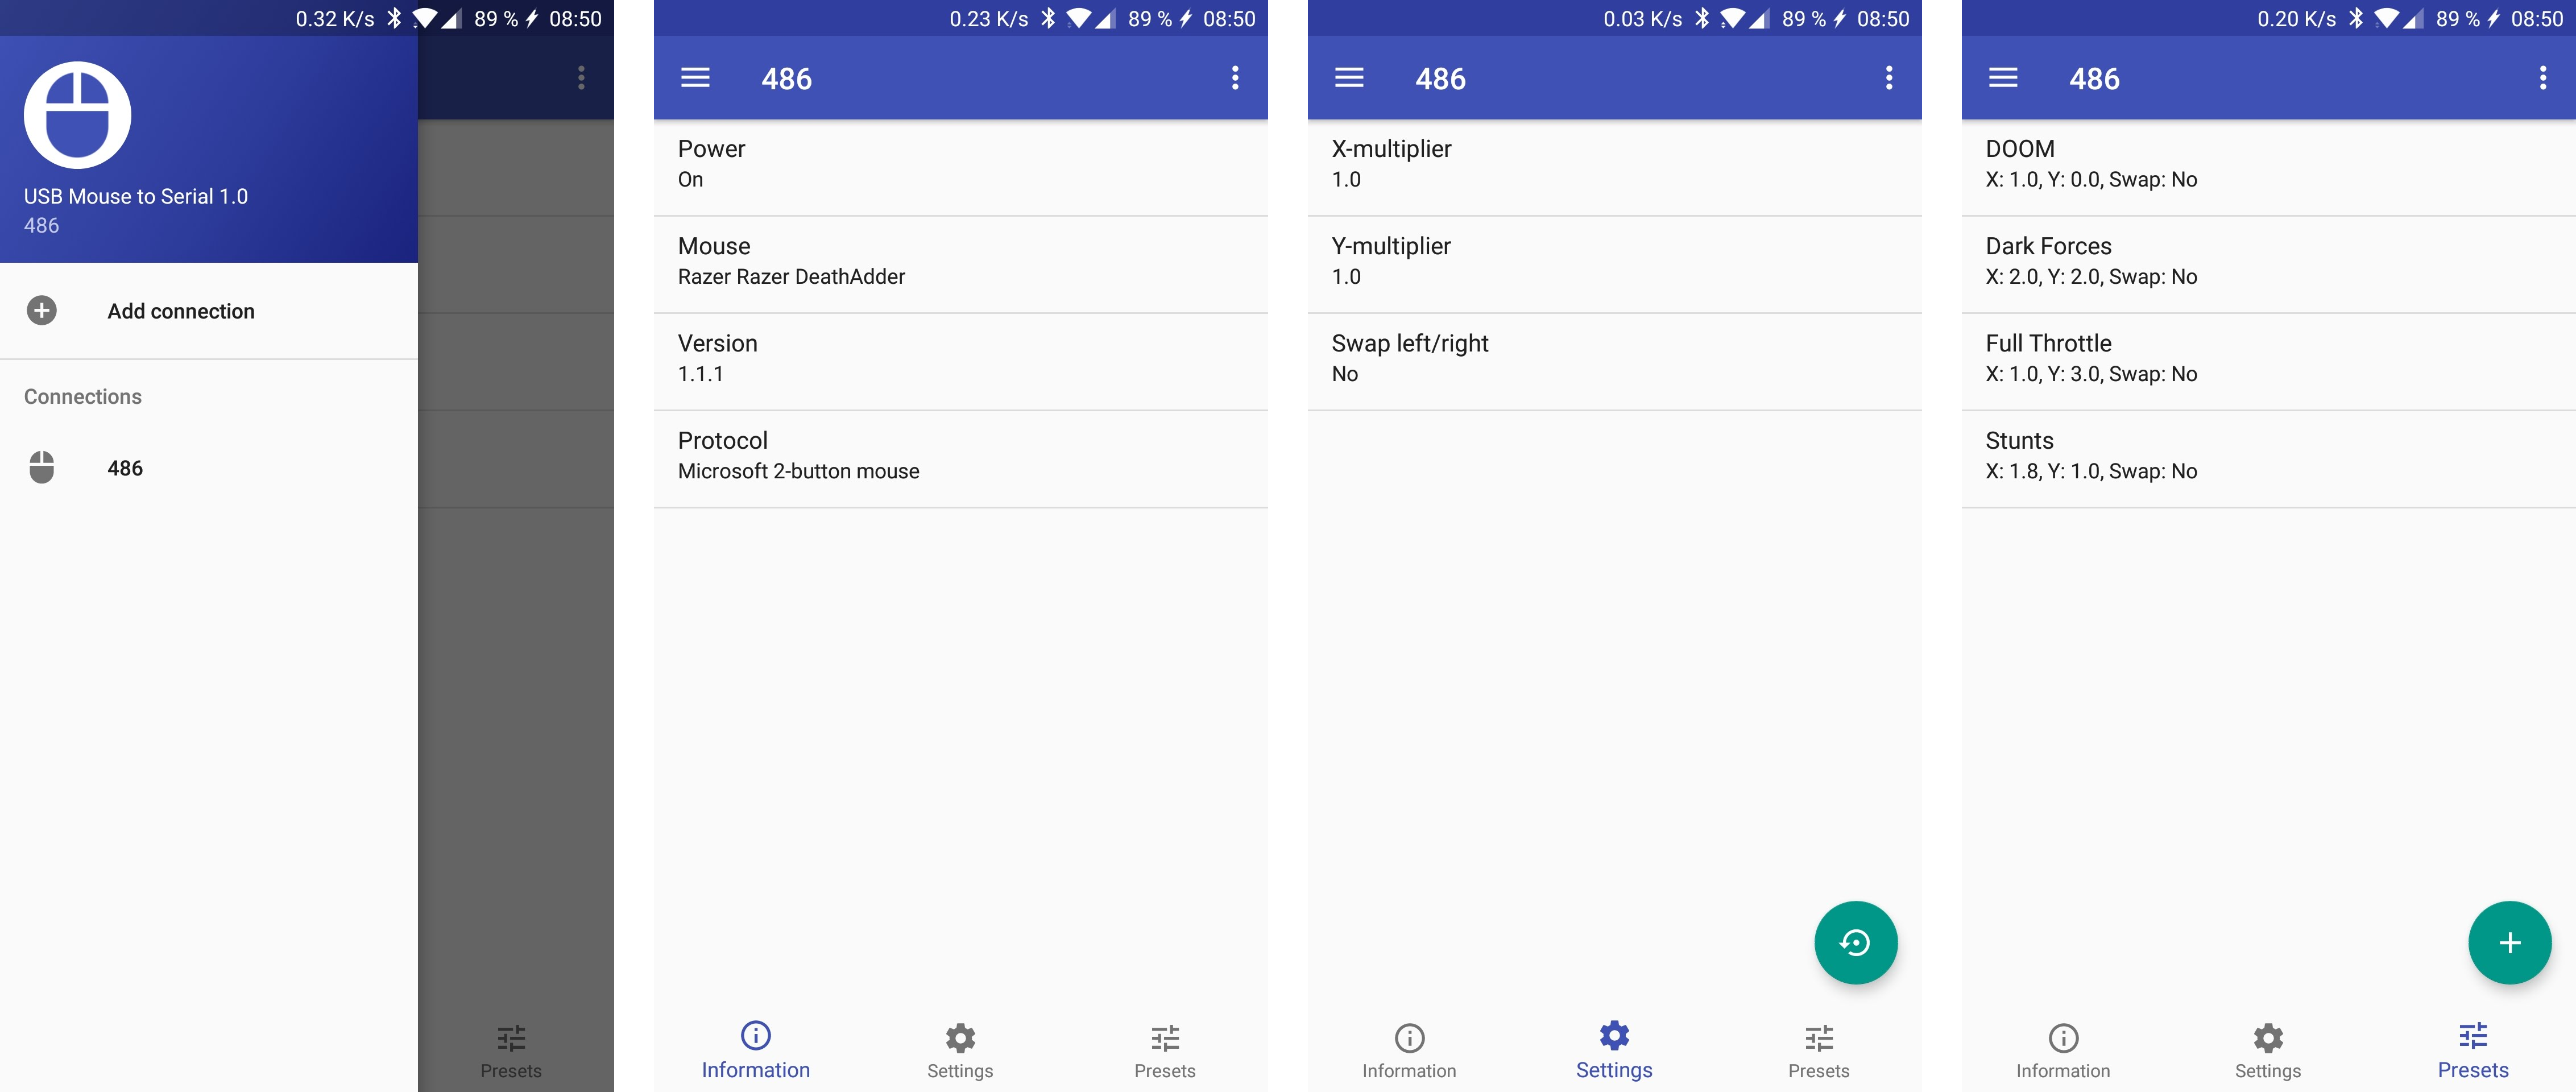 0.32 K/s 89 % 08:50
USB Mouse to Serial 1.0
486
Add connection
Connections
486
Presets
0.23 K/s 89 % 08:50
486
Power
On
Mouse
Razer Razer DeathAdder
Version
1.1.1
Protocol
Microsoft 2-button mouse
Information Settings Presets
0.03 K/s 89 % 08:50
486
X-multiplier
1.0
Y-multiplier
1.0
Swap left/right
No
Information Settings Presets
0.20 K/s 89 % 08:50
486
DOOM
X: 1.0, Y: 0.0, Swap: No
Dark Forces
X: 2.0, Y: 2.0, Swap: No
Full Throttle
X: 1.0, Y: 3.0, Swap: No
Stunts
X: 1.8, Y: 1.0, Swap: No
Information Settings Presets